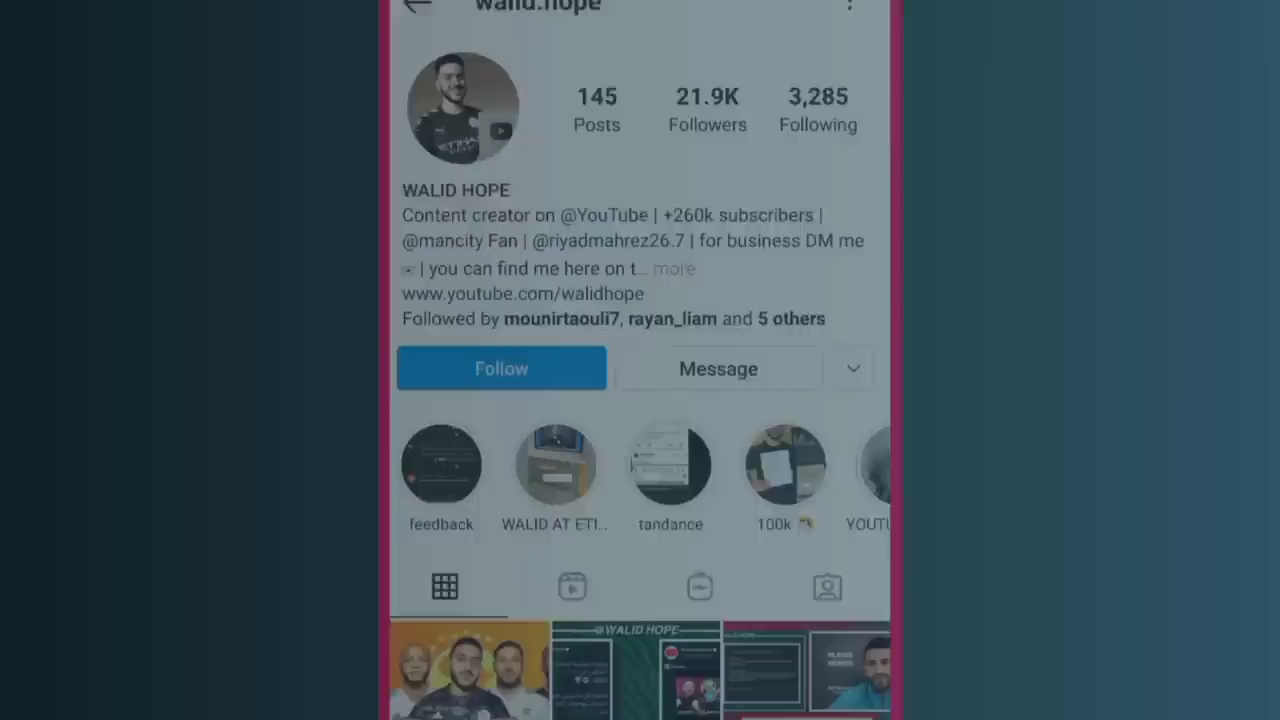 walid.hope
145
21.9K
3,285
Posts
Followers
Following
WALID HOPE
Content creator on @YouTube | +260k subscribers |
@mancity Fan | @riyadmahrez26.7 | for business DM me
✉️ | you can find me here on t... more
www.youtube.com/walidhope
Followed by mounirtaouli7, rayan_liam and 5 others
Follow
Message
feedback
WALID AT ETI...
tandance
100k
YOUTU
@WALID HOPE